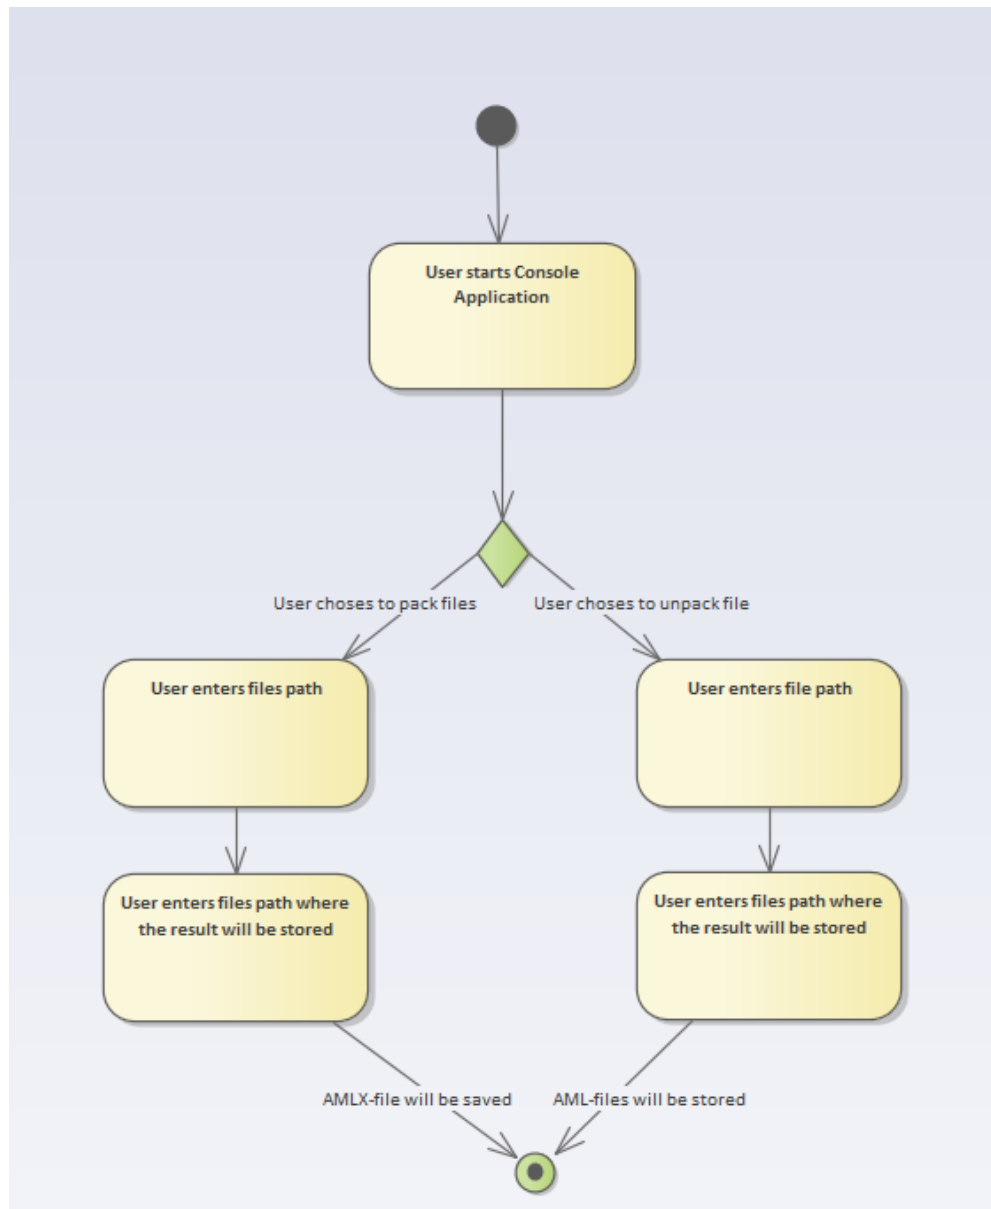 User starts Console
Application
User choses to pack files
User choses to unpack file
User enters files path
User enters file path
User enters files path where
the result will be stored
User enters files path where
the result will be stored
AMLX-file will be saved
AML-files will be stored